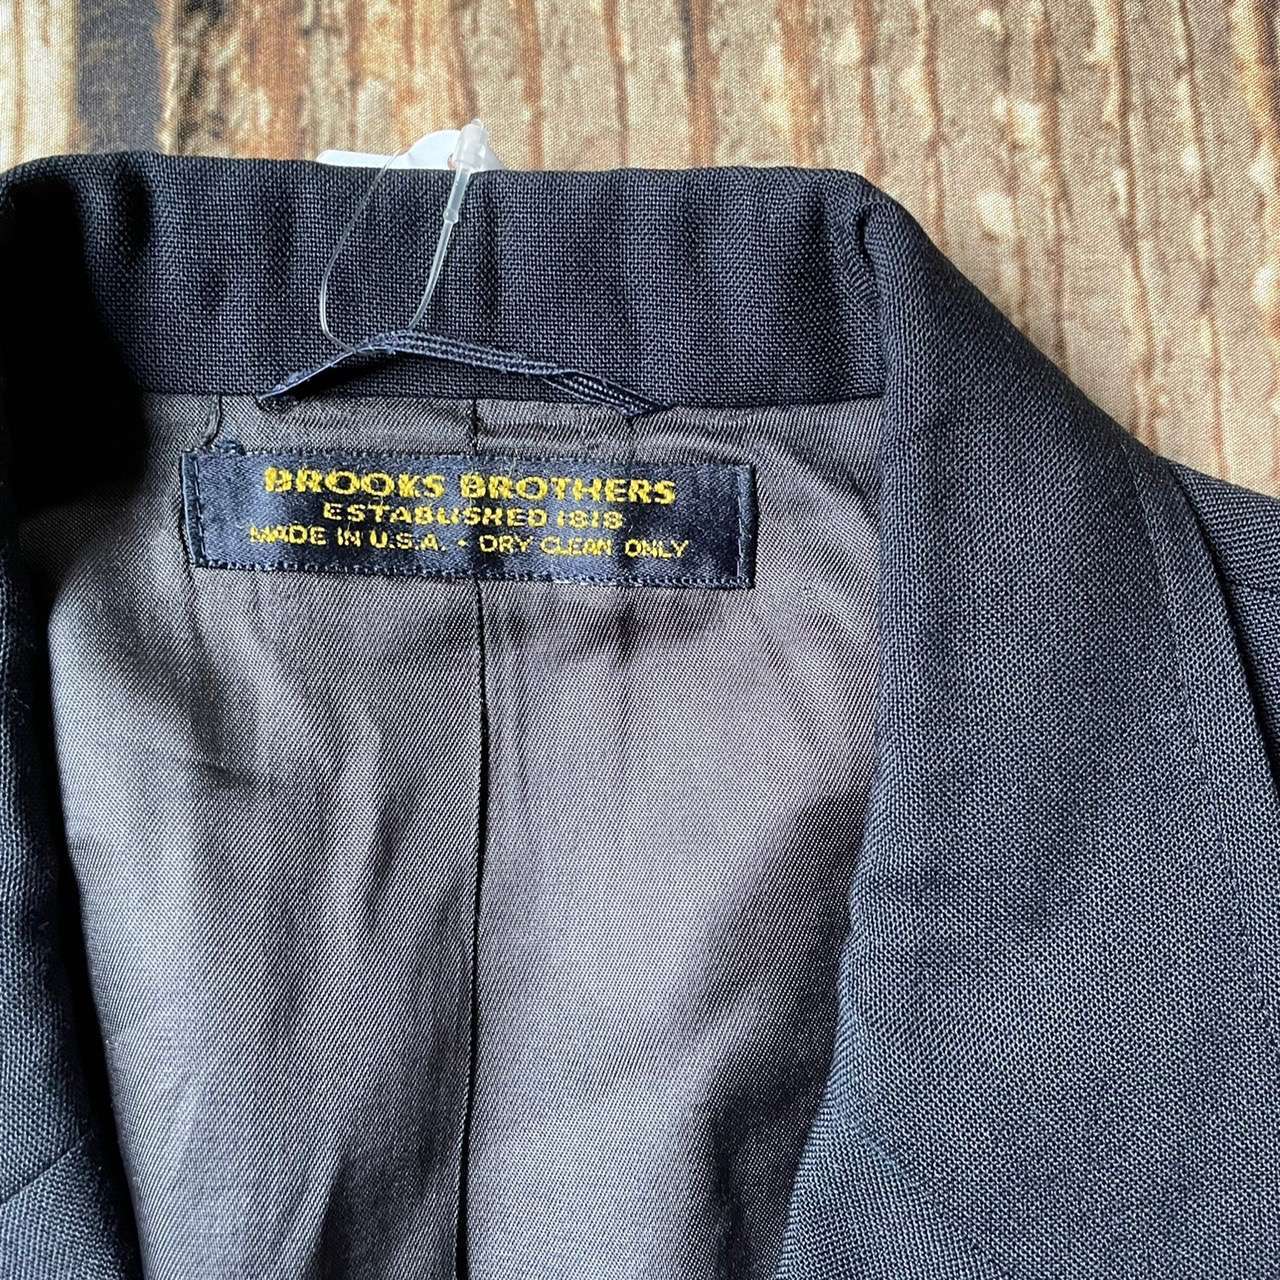 BROOKS BROTHERS
ESTABLISHED 1818
MADE IN U.S.A. • DRY CLEAN ONLY